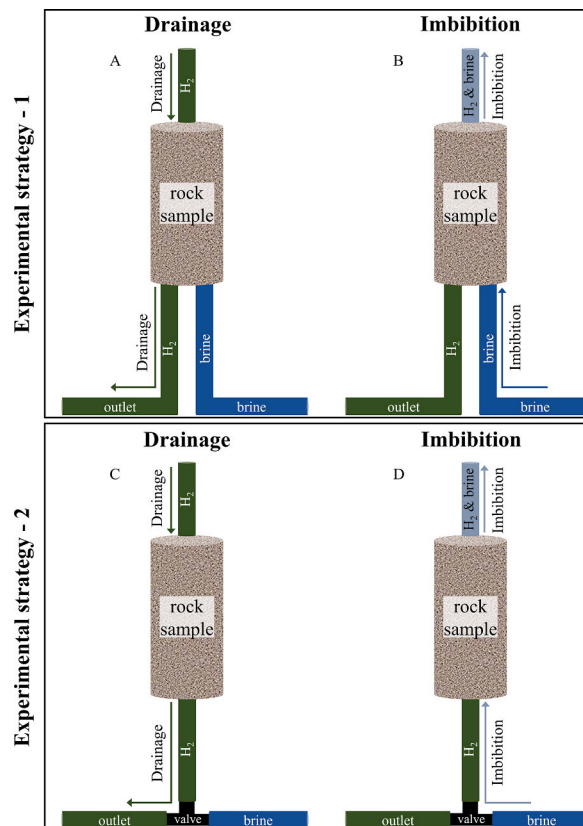 Experimental strategy - 1
Drainage
Imbibition
A
Drainage
H₂
rock
sample
Drainage
H₂
brine
outlet
brine
B
H₂ & brine
Imbibition
rock
sample
H₂
brine
Imbibition
outlet
brine
Experimental strategy - 2
Drainage
Imbibition
C
Drainage
H₂
rock
sample
Drainage
H₂
outlet
valve
brine
D
H₂ & brine
Imbibition
rock
sample
H₂
Imbibition
outlet
valve
brine